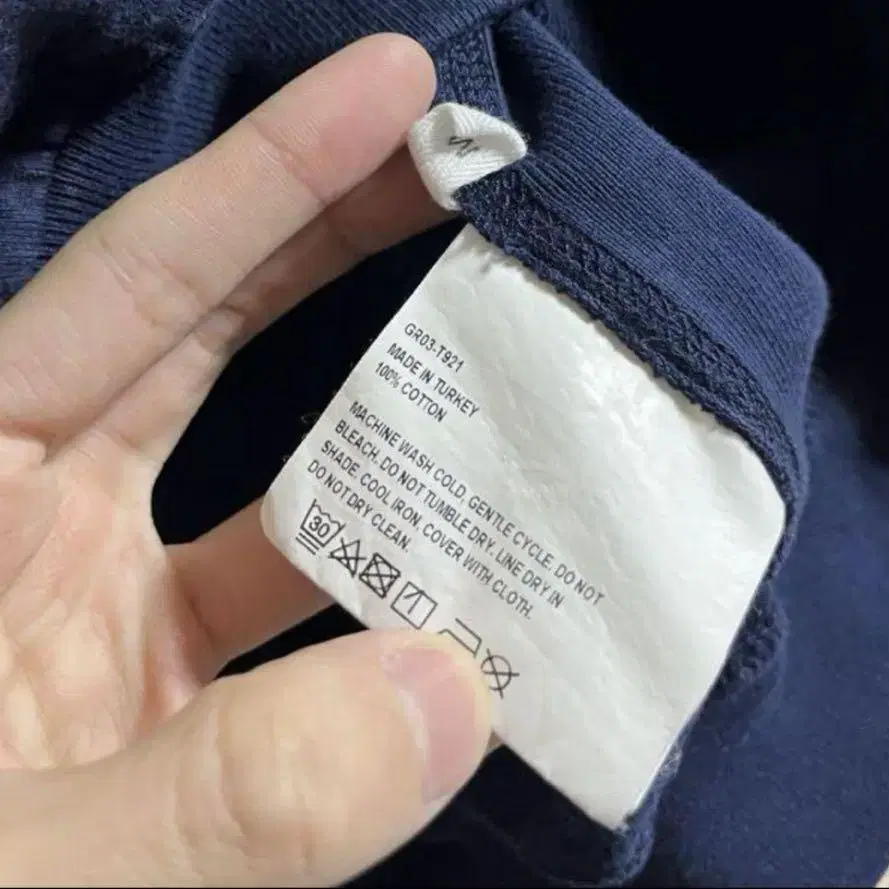 M
GR03-T921
MADE IN TURKEY
100% COTTON
MACHINE WASH COLD, GENTLE CYCLE, DO NOT
BLEACH. DO NOT TUMBLE DRY. LINE DRY IN
SHADE. COOL IRON. COVER WITH CLOTH.
DO NOT DRY CLEAN.
30